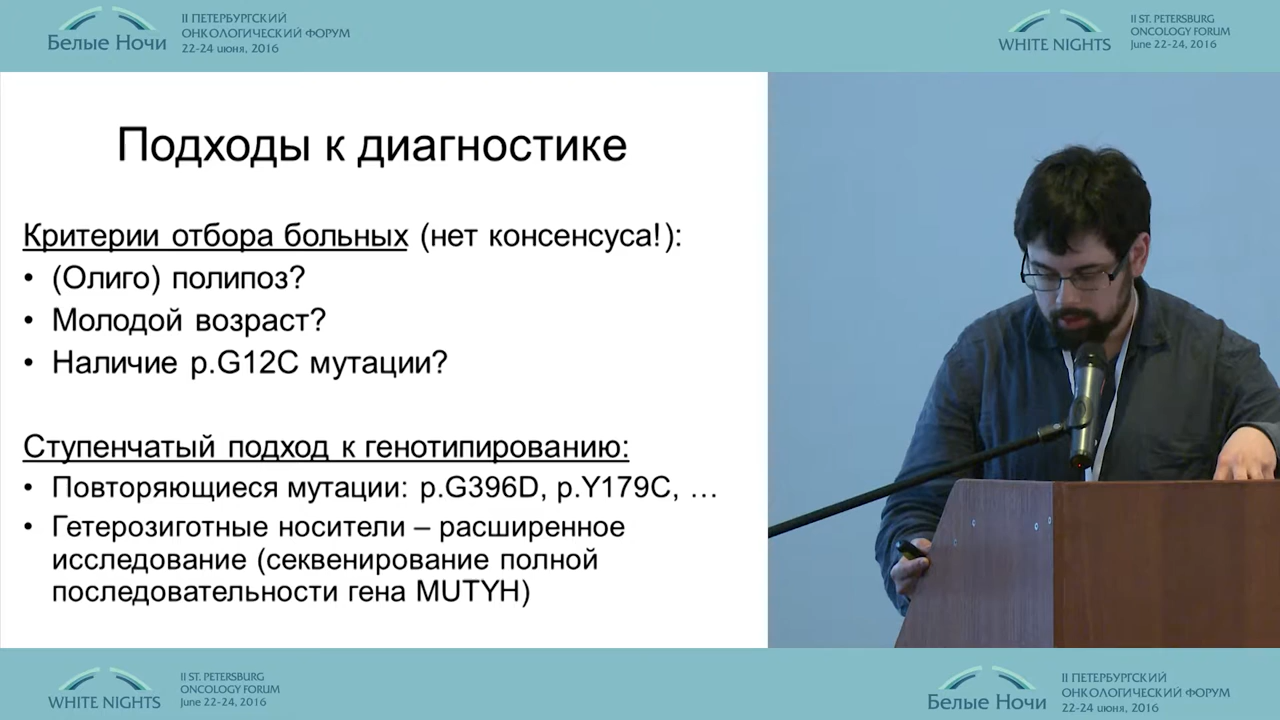 Белые Ночи
II ПЕТЕРБУРГСКИЙ
ОНКОЛОГИЧЕСКИЙ ФОРУМ
22-24 июня, 2016
WHITE NIGHTS
II ST. PETERSBURG
ONCOLOGY FORUM
June 22-24, 2016
Подходы к диагностике
Критерии отбора больных (нет консенсуса!):
• (Олиго) полипоз?
• Молодой возраст?
• Наличие p.G12C мутации?
Ступенчатый подход к генотипированию:
• Повторяющиеся мутации: p.G396D, p.Y179C, …
• Гетерозиготные носители – расширенное
исследование (секвенирование полной
последовательности гена MUTYH)
WHITE NIGHTS
II ST. PETERSBURG
ONCOLOGY FORUM
June 22-24, 2016
Белые Ночи
II ПЕТЕРБУРГСКИЙ
ОНКОЛОГИЧЕСКИЙ ФОРУМ
22-24 июня, 2016